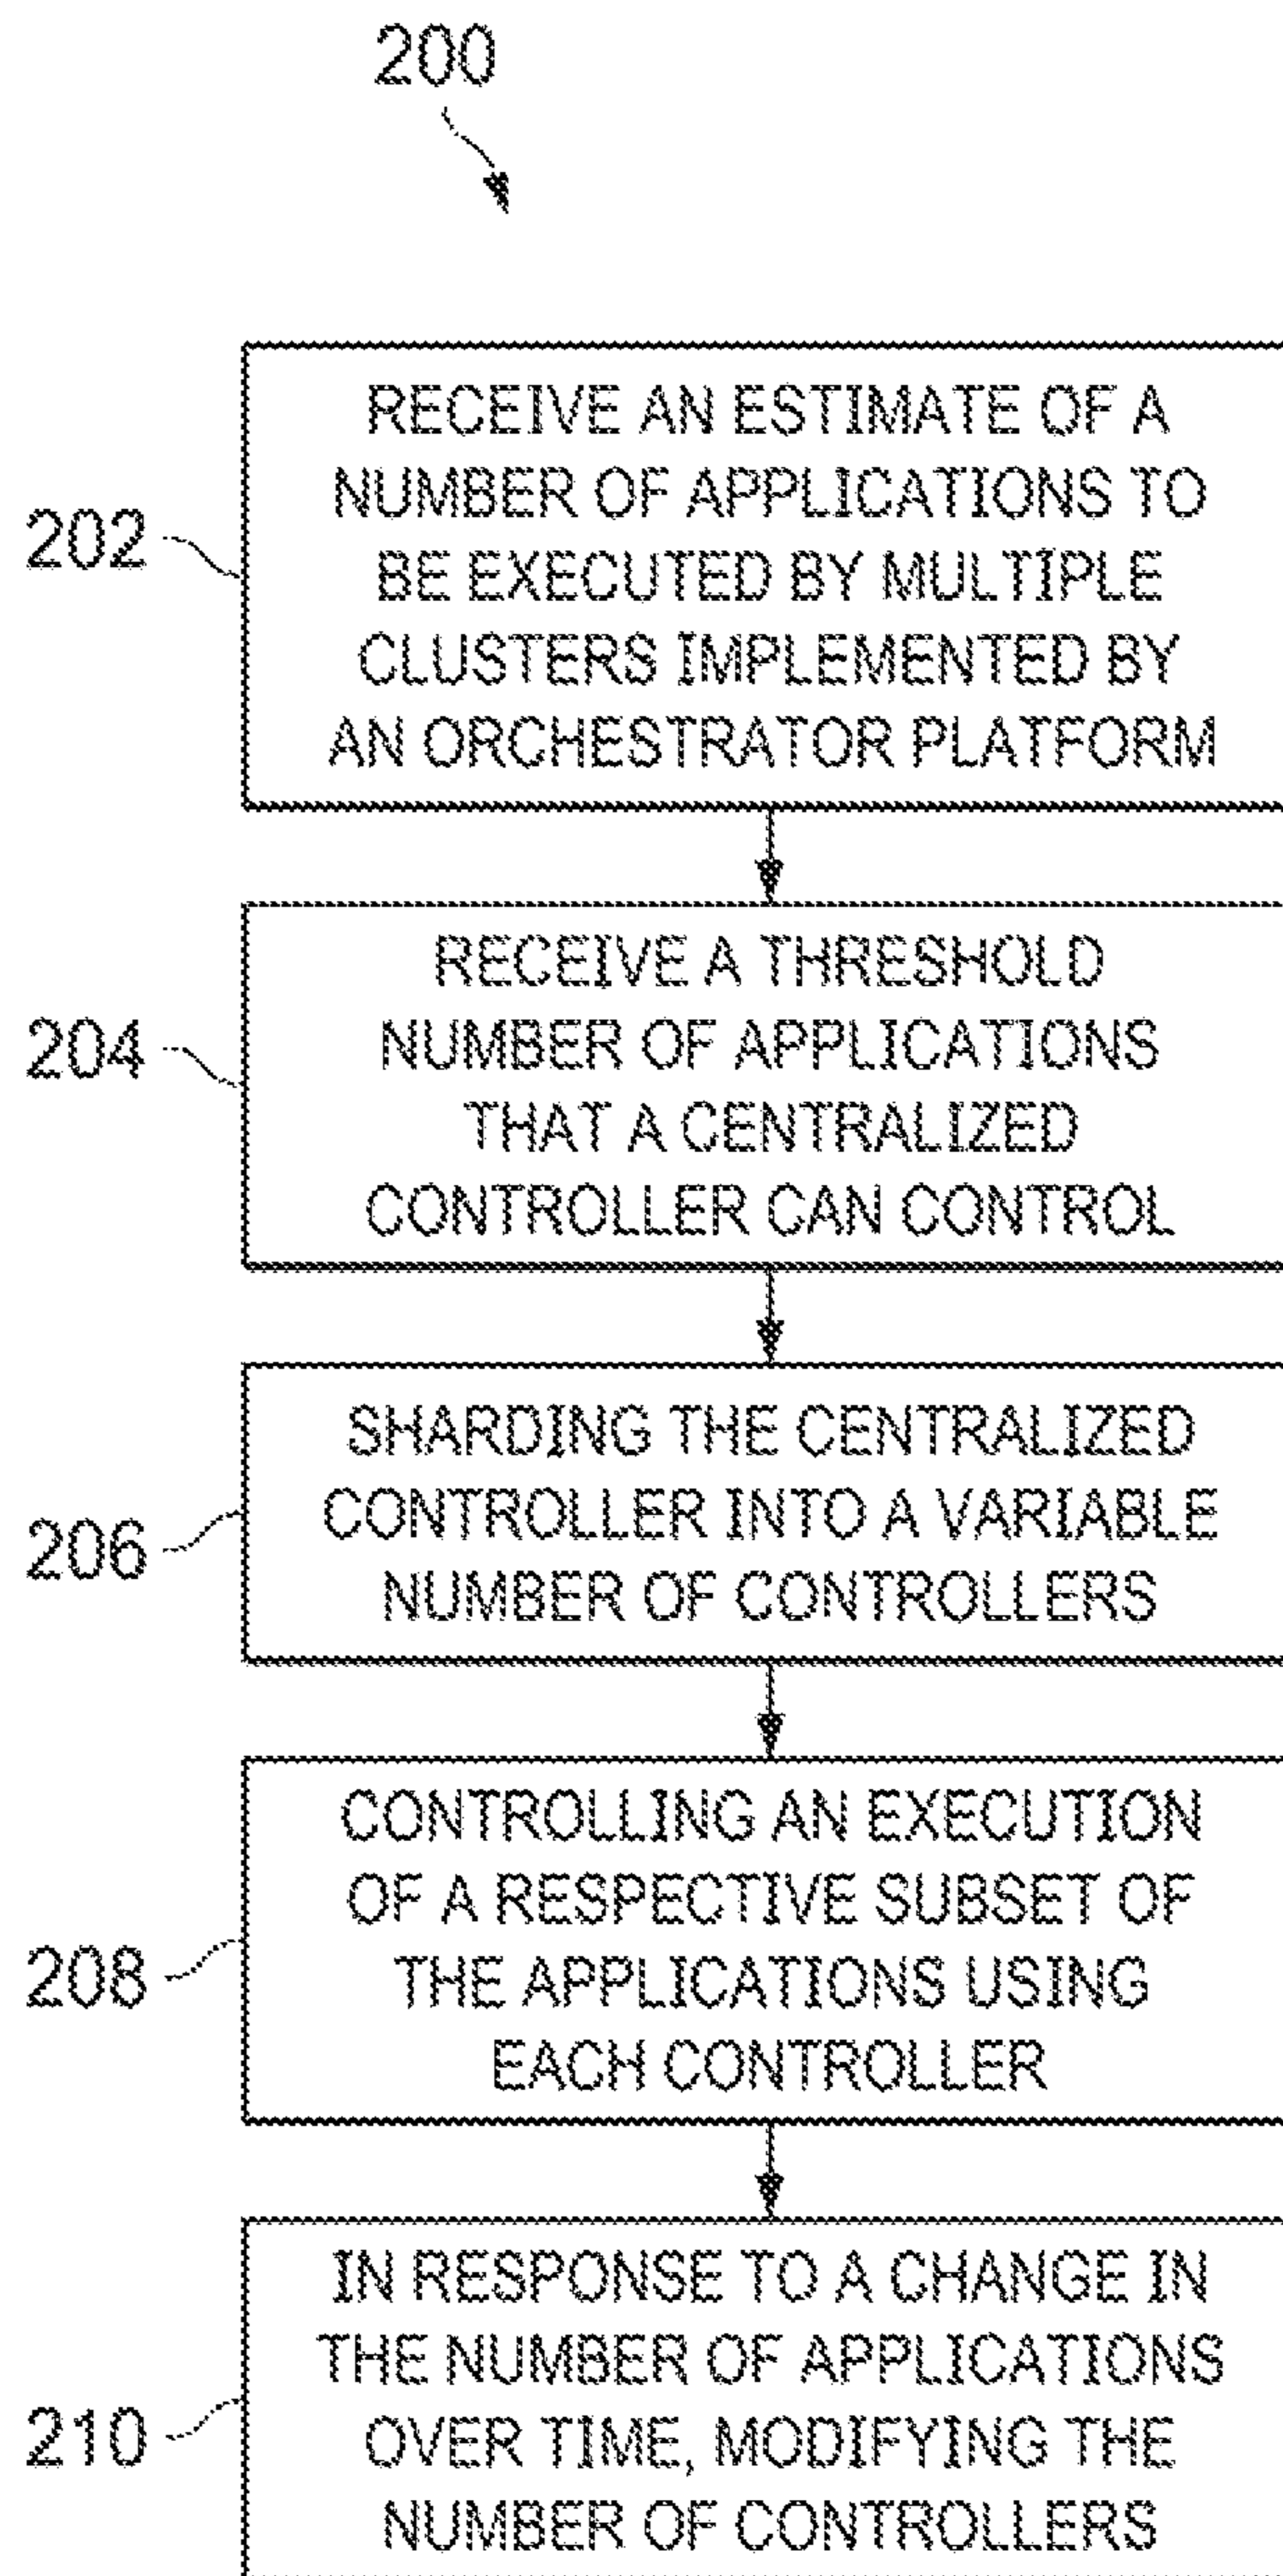 200
202
RECEIVE AN ESTIMATE OF A
NUMBER OF APPLICATIONS TO
BE EXECUTED BY MULTIPLE
CLUSTERS IMPLEMENTED BY
AN ORCHESTRATOR PLATFORM
204
RECEIVE A THRESHOLD
NUMBER OF APPLICATIONS
THAT A CENTRALIZED
CONTROLLER CAN CONTROL
206
SHARDING THE CENTRALIZED
CONTROLLER INTO A VARIABLE
NUMBER OF CONTROLLERS
208
CONTROLLING AN EXECUTION
OF A RESPECTIVE SUBSET OF
THE APPLICATIONS USING
EACH CONTROLLER
210
IN RESPONSE TO A CHANGE IN
THE NUMBER OF APPLICATIONS
OVER TIME, MODIFYING THE
NUMBER OF CONTROLLERS